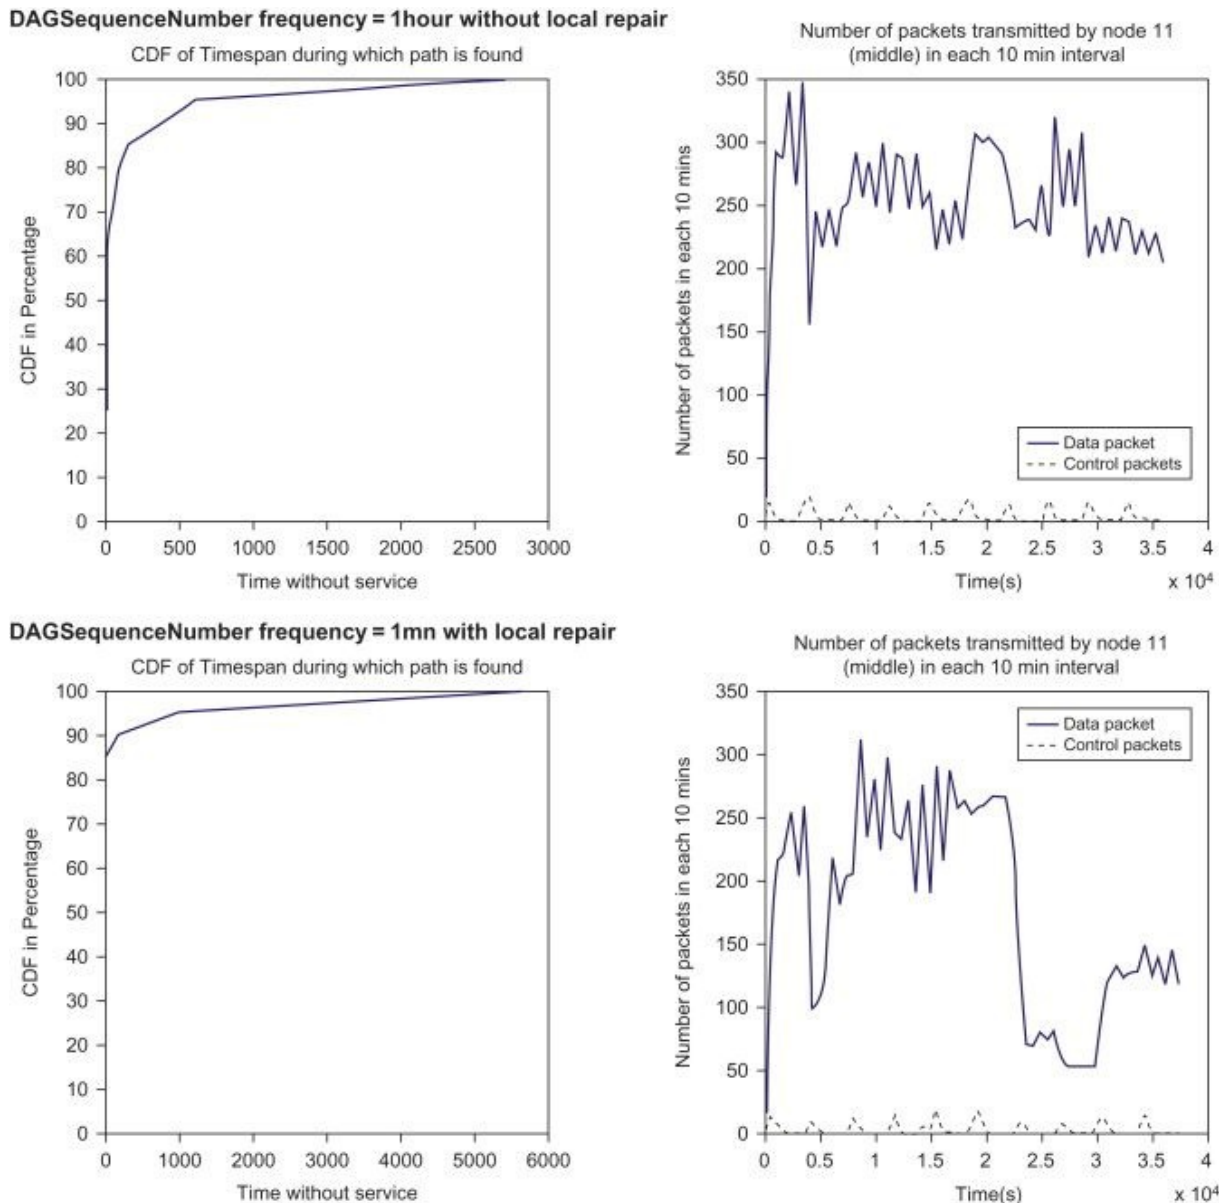 DAGSequenceNumber frequency = 1hour without local repair
CDF of Timespan during which path is found
100
90
80
70
60
50
40
30
20
10
0
CDF in Percentage
0 500 1000 1500 2000 2500 3000
Time without service
Number of packets transmitted by node 11
(middle) in each 10 min interval
350
300
250
200
150
100
50
0
Number of packets in each 10 mins
Data packet
Control packets
0 0.5 1 1.5 2 2.5 3 3.5 4
Time(s) x 10⁴
DAGSequenceNumber frequency = 1mn with local repair
CDF of Timespan during which path is found
100
90
80
70
60
50
40
30
20
10
0
CDF in Percentage
0 1000 2000 3000 4000 5000 6000
Time without service
Number of packets transmitted by node 11
(middle) in each 10 min interval
350
300
250
200
150
100
50
0
Number of packets in each 10 mins
Data packet
Control packets
0 0.5 1 1.5 2 2.5 3 3.5 4
Time(s) x 10⁴